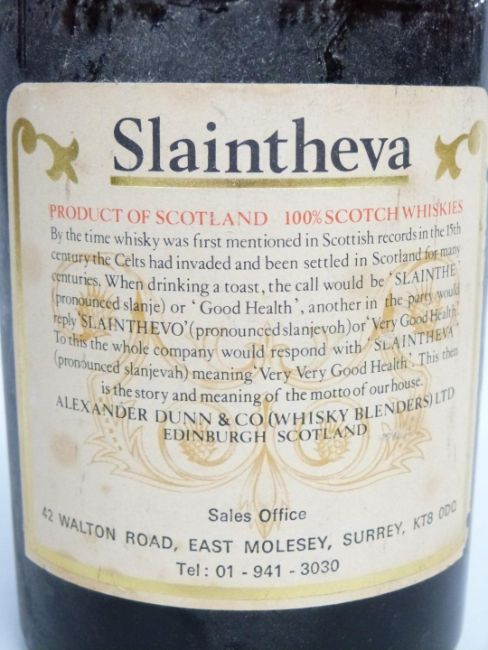 Slaintheva
PRODUCT OF SCOTLAND 100% SCOTCH WHISKIES
By the time whisky was first mentioned in Scottish records in the 15th
century the Celts had invaded and been settled in Scotland for many
centuries. When drinking a toast, the call would be 'SLAINTHE'
(pronounced slanje) or 'Good Health', another in the party would
reply 'SLAINTHEVO' (pronounced slanjevoh) or 'Very Good Health'.
To this the whole company would respond with 'SLAINTHEVA'
(pronounced slanjevah) meaning 'Very Very Good Health'. This then
is the story and meaning of the motto of our house.
ALEXANDER DUNN & CO (WHISKY BLENDERS) LTD
EDINBURGH SCOTLAND
Sales Office
42 WALTON ROAD, EAST MOLESEY, SURREY, KT8 0DQ
Tel: 01 - 941 - 3030